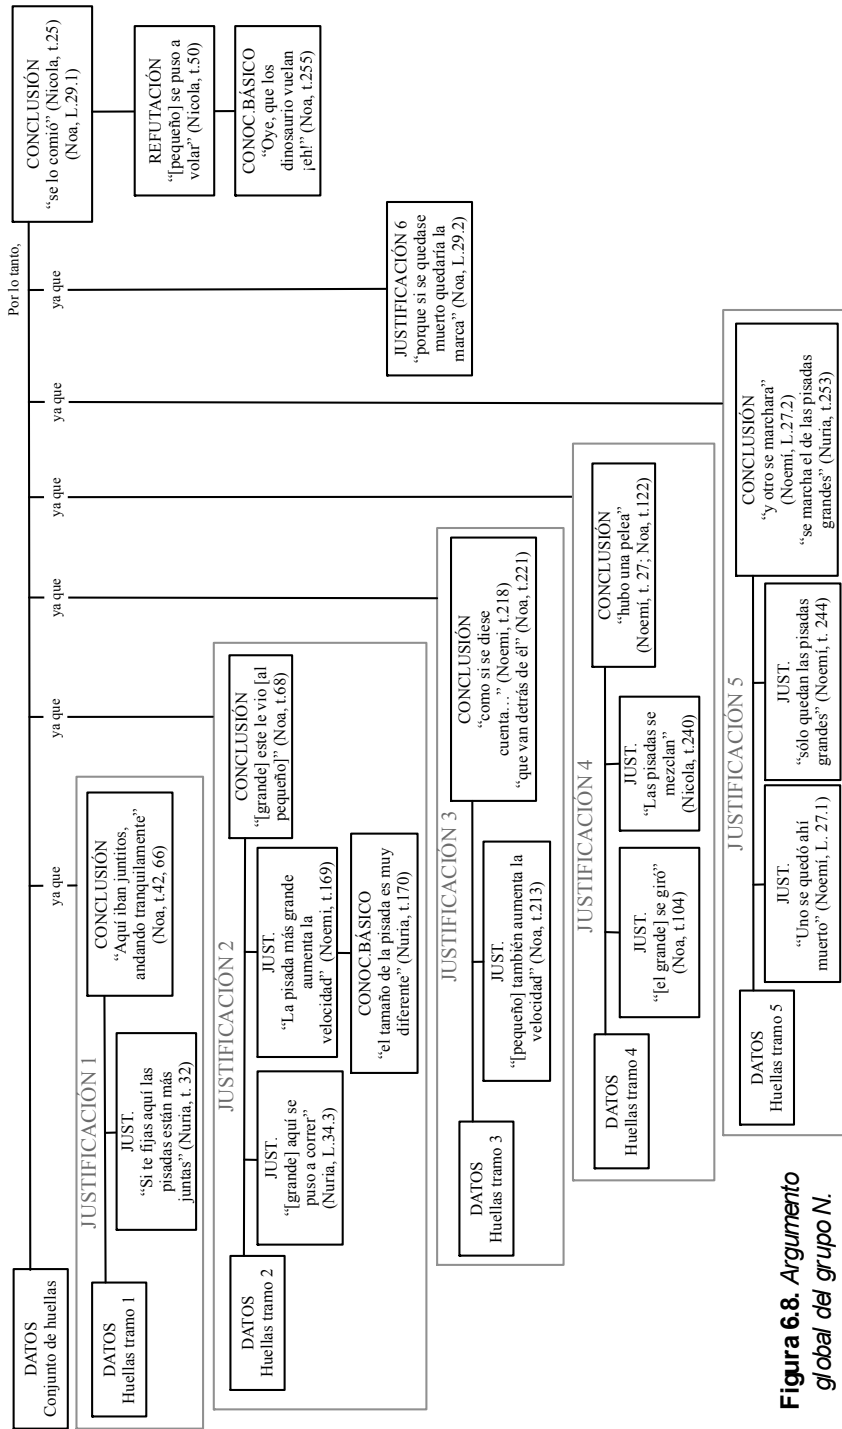 DATOS
Conjunto de huellas
Por lo tanto,
CONCLUSIÓN
“se lo comió” (Nicola, t.25)
(Noa, L.29.1)
REFUTACIÓN
“[pequeño] se puso a
volar” (Nicola, t.50)
CONOC.BÁSICO
“Oye, que los
dinosaurio vuelan
¡eh!” (Noa, t.255)
ya que
JUSTIFICACIÓN 1
DATOS
Huellas tramo 1
JUST.
“Si te fijas aquí las
pisadas están más
juntas” (Nuria, t. 32)
CONCLUSIÓN
“Aquí iban juntitos,
andando tranquilamente”
(Noa, t.42, 66)
ya que
JUSTIFICACIÓN 2
DATOS
Huellas tramo 2
JUST.
“[grande] aquí se
puso a correr”
(Nuria, L.34.3)
JUST.
“La pisada más grande
aumenta la
velocidad” (Noemi, t.169)
CONOC.BÁSICO
“el tamaño de la pisada es muy
diferente” (Nuria, t.170)
CONCLUSIÓN
“[grande] este le vio [al
pequeño]” (Noa, t.68)
ya que
JUSTIFICACIÓN 3
DATOS
Huellas tramo 3
JUST.
“[pequeño] también aumenta la
velocidad” (Noa, t.213)
CONCLUSIÓN
“como si se diese
cuenta…” (Noemi, t.218)
“que van detrás de él” (Noa, t.221)
ya que
JUSTIFICACIÓN 4
DATOS
Huellas tramo 4
JUST.
“[el grande] se giró”
(Noa, t.104)
JUST.
“Las pisadas se
mezclan”
(Nicola, t.240)
CONCLUSIÓN
“hubo una pelea”
(Noemí, t. 27; Noa, t.122)
ya que
JUSTIFICACIÓN 5
DATOS
Huellas tramo 5
JUST.
“Uno se quedó ahi
muerto” (Noemí, L. 27.1)
JUST.
“sólo quedan las pisadas
grandes” (Noemí, t. 244)
CONCLUSIÓN
“y otro se marchara”
(Noemi, L.27.2)
“se marcha el de las pisadas
grandes” (Nuria, t.253)
ya que
JUSTIFICACIÓN 6
“porque si se quedase
muerto quedaría la
marca” (Noa, L.29.2)
ya que
Figura 6.8. Argumento
global del grupo N.